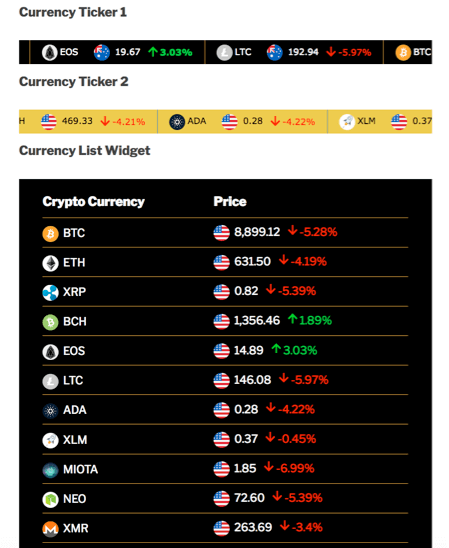 Currency Ticker 1
EOS 19.67 3.03% LTC 192.94 -5.97% BTC
Currency Ticker 2
H 469.33 -4.21% ADA 0.28 -4.22% XLM 0.37
Currency List Widget
Crypto Currency Price
BTC 8,899.12 -5.28%
ETH 631.50 -4.19%
XRP 0.82 -5.39%
BCH 1,356.46 1.89%
EOS 14.89 3.03%
LTC 146.08 -5.97%
ADA 0.28 -4.22%
XLM 0.37 -0.45%
MIOTA 1.85 -6.99%
NEO 72.60 -5.39%
XMR 263.69 -3.4%